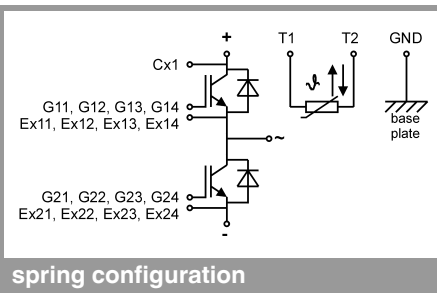 +
T1 T2 GND
Cx1
ϑ
G11, G12, G13, G14
Ex11, Ex12, Ex13, Ex14
base
plate
~
G21, G22, G23, G24
Ex21, Ex22, Ex23, Ex24
-
spring configuration